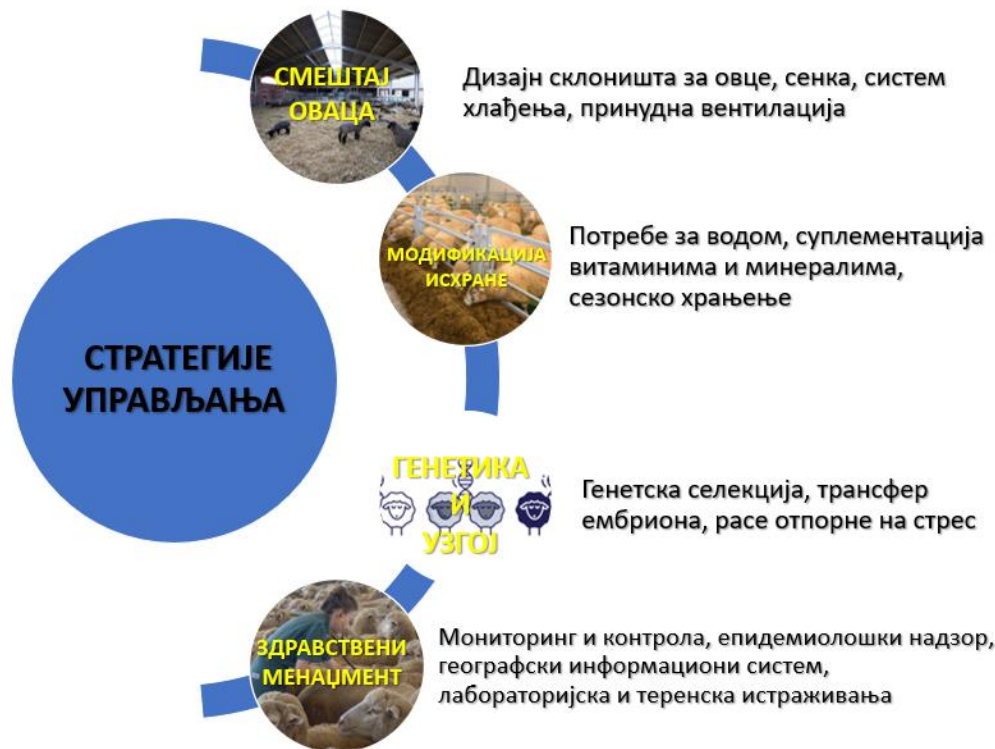 СТРАТЕГИЈЕ
УПРАВЉАЊА
СМЕШТАЈ
ОВАЦА
Дизајн склоништа за овце, сенка, систем
хлађења, принудна вентилација
МОДИФИКАЦИЈА
ИСХРАНЕ
Потребе за водом, суплементација
витаминима и минералима,
сезонско храњење
ГЕНЕТИКА
И
УЗГОЈ
Генетска селекција, трансфер
ембриона, расе отпорне на стрес
ЗДРАВСТВЕНИ
МЕНАЏМЕНТ
Мониторинг и контрола, епидемиолошки надзор,
географски информациони систем,
лабораторијска и теренска истраживања